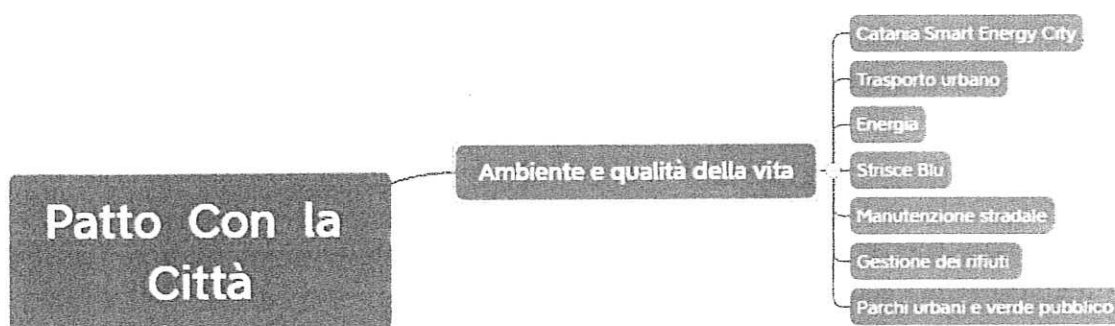 Patto Con la
Città
Ambiente e qualità della vita
Catania Smart Energy City
Trasporto urbano
Energia
Strisce Blu
Manutenzione stradale
Gestione dei rifiuti
Parchi urbani e verde pubblico